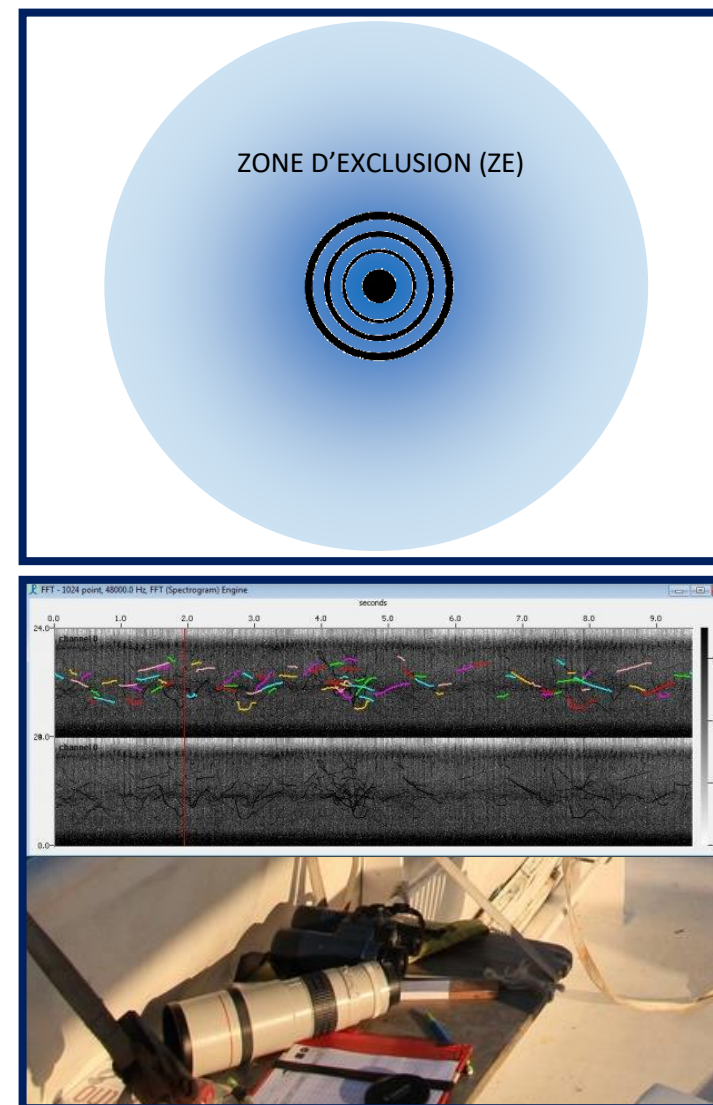 ZONE D'EXCLUSION (ZE)
FFT - 1024 point, 48000.0 Hz, FFT (Spectrogram) Engine
seconds
0.0 1.0 2.0 3.0 4.0 5.0 6.0 7.0 8.0 9.0
24.0
channel 0
channel 0
0.0